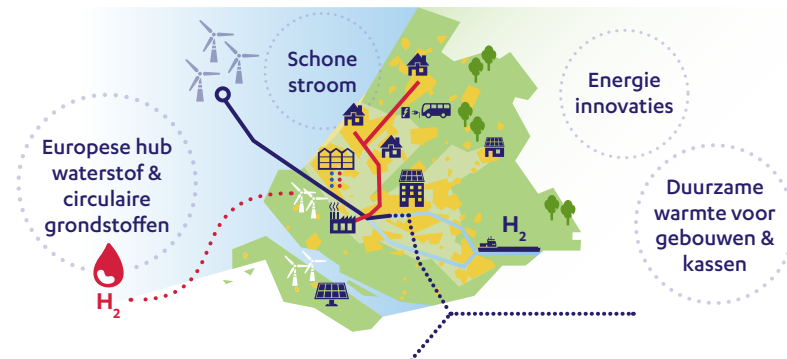 Schone
stroom
Energie
innovaties
Europese hub
waterstof &
circulaire
grondstoffen
Duurzame
warmte voor
gebouwen &
kassen
H₂
H₂